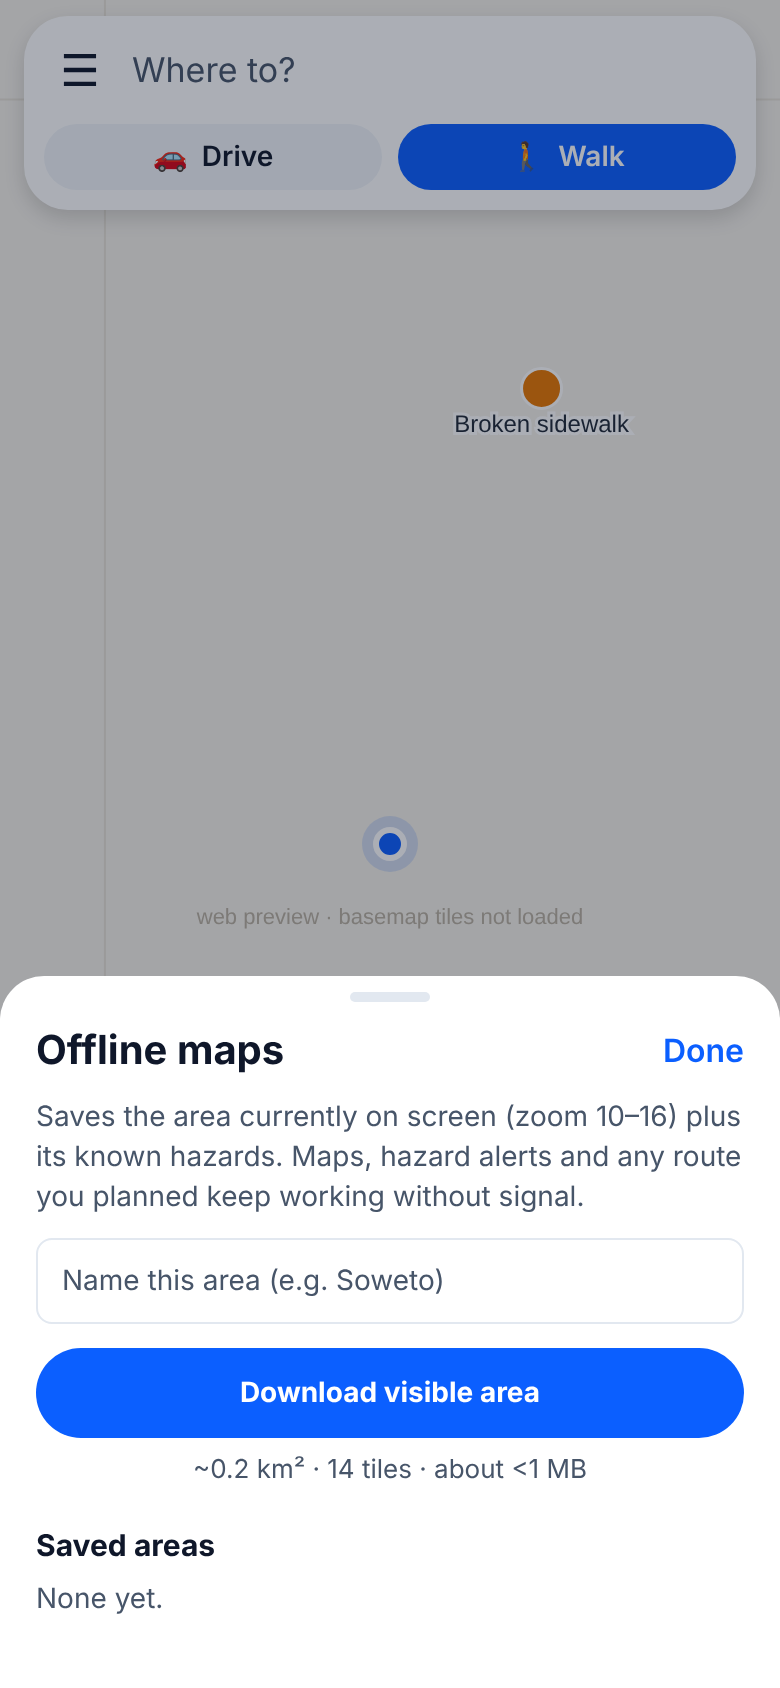 Where to?
Drive
Walk
Broken sidewalk
web preview · basemap tiles not loaded
Offline maps
Done
Saves the area currently on screen (zoom 10–16) plus
its known hazards. Maps, hazard alerts and any route
you planned keep working without signal.
Name this area (e.g. Soweto)
Download visible area
~0.2 km² · 14 tiles · about <1 MB
Saved areas
None yet.